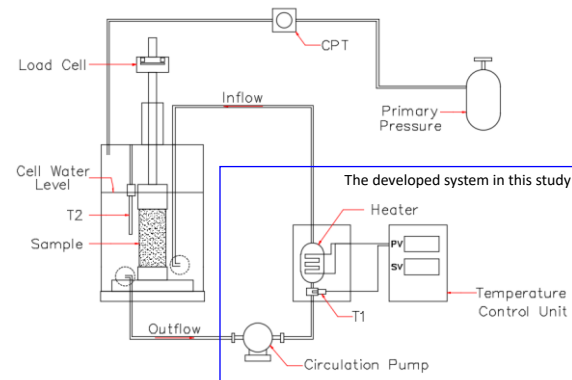 CPT
Load Cell
Inflow
Primary
Pressure
The developed system in this study
Cell Water
Level
Heater
T2
PV
Sample
SV
T1
Temperature
Control Unit
Outflow
Circulation Pump